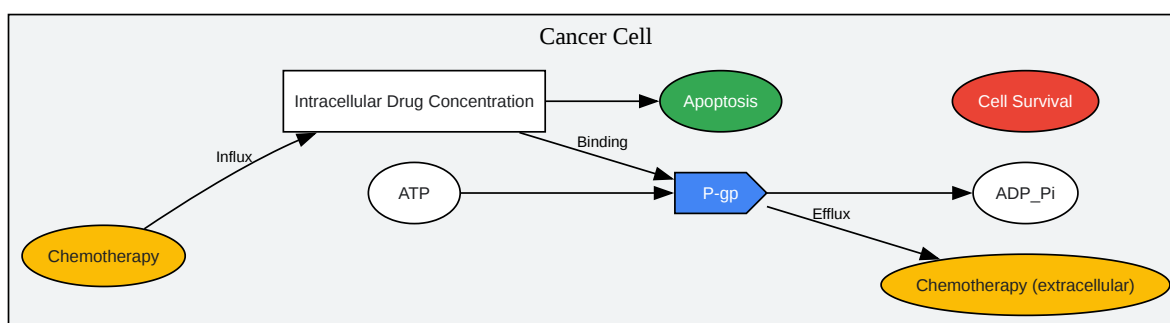 Cancer Cell
Intracellular Drug Concentration
Apoptosis
Cell Survival
Influx
Binding
ATP
P-gp
ADP_Pi
Efflux
Chemotherapy
Chemotherapy (extracellular)